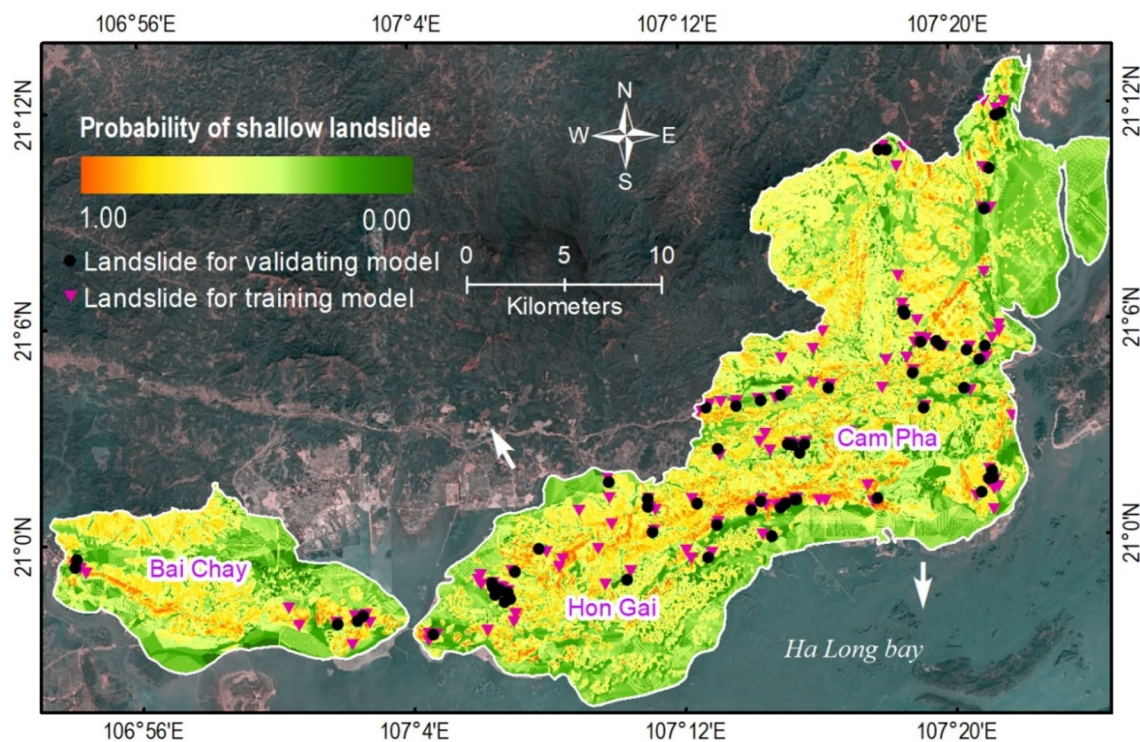 106°56'E 107°4'E 107°12'E 107°20'E
21°12'N
21°12'N
Probability of shallow landslide
1.00 0.00
N
W E
S
Landslide for validating model
Landslide for training model
0 5 10
Kilometers
21°6'N
21°6'N
Cam Pha
21°0'N
21°0'N
Bai Chay
Hon Gai
Ha Long bay
106°56'E 107°4'E 107°12'E 107°20'E